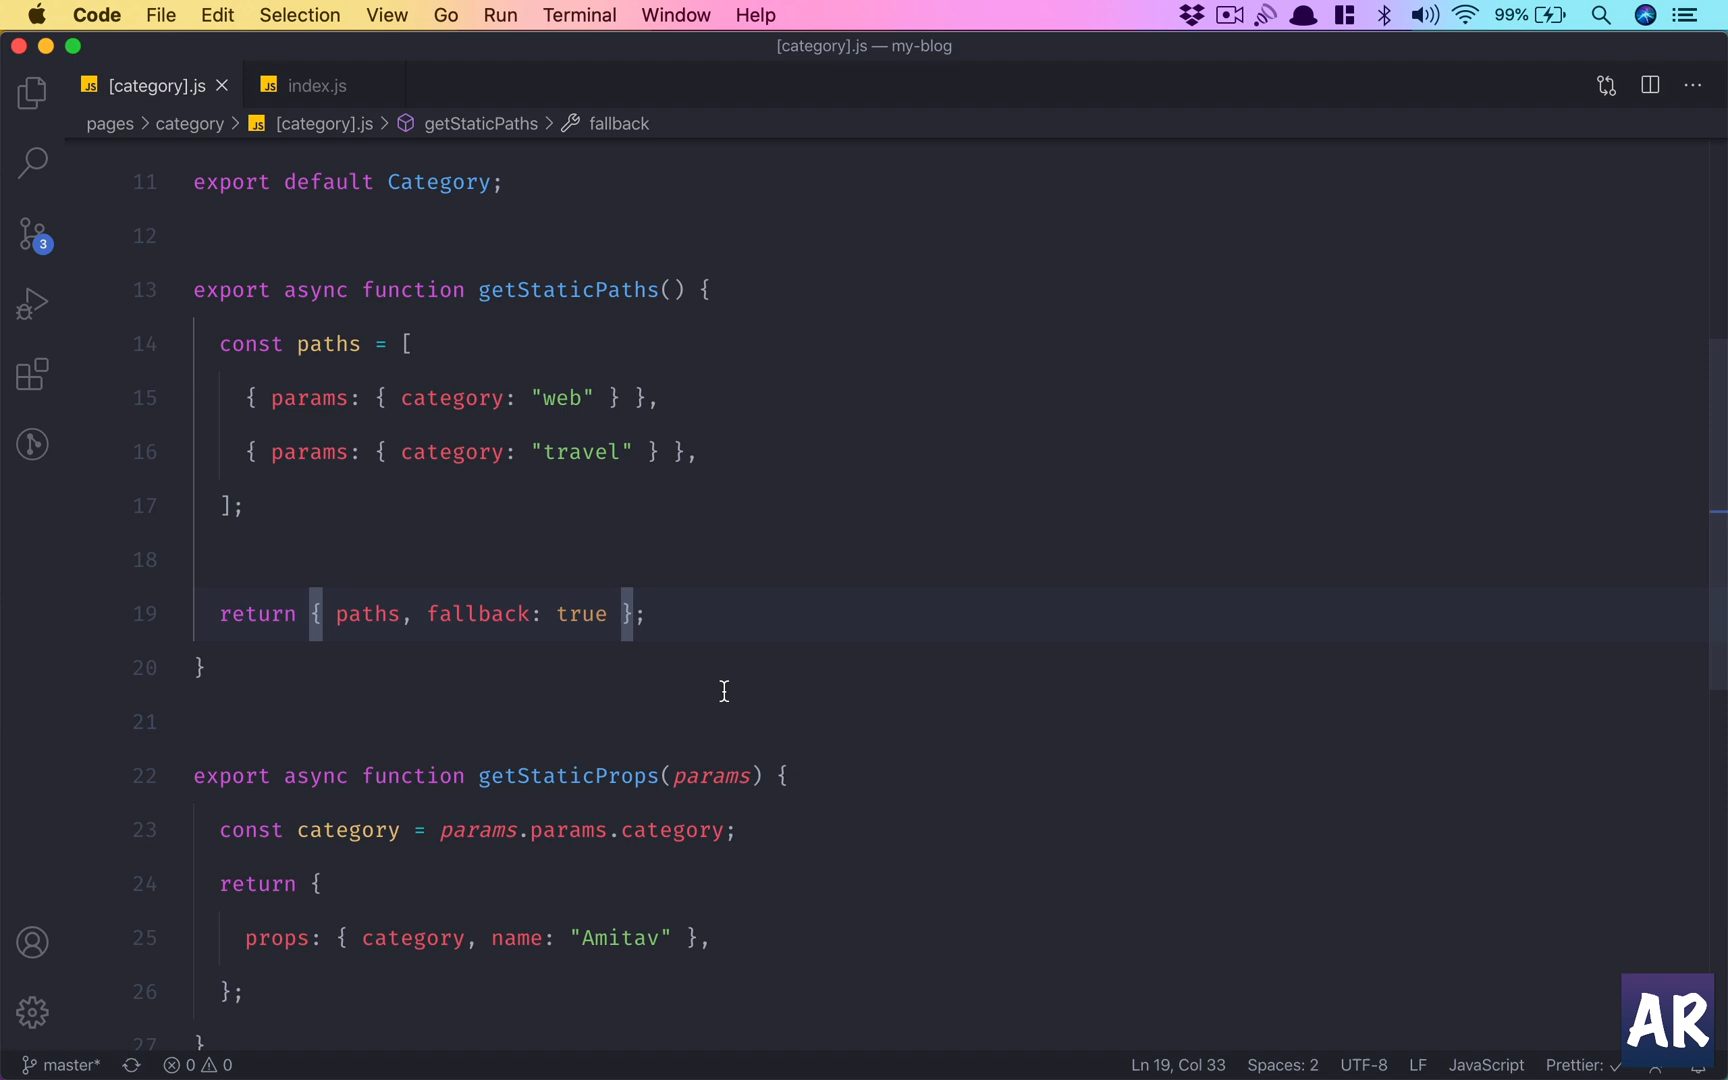 Code File Edit Selection View Go Run Terminal Window Help 99%
[category].js — my-blog
JS [category].js JS index.js
pages > category > JS [category].js > getStaticPaths > fallback
3
11 export default Category;
12
13 export async function getStaticPaths() {
14 const paths = [
15 { params: { category: "web" } },
16 { params: { category: "travel" } },
17 ];
18
19 return { paths, fallback: true };
20 }
21
22 export async function getStaticProps(params) {
23 const category = params.params.category;
24 return {
25 props: { category, name: "Amitav" },
26 };
27 }
AR
master* 0 0 Ln 19, Col 33 Spaces: 2 UTF-8 LF JavaScript Prettier: ✓